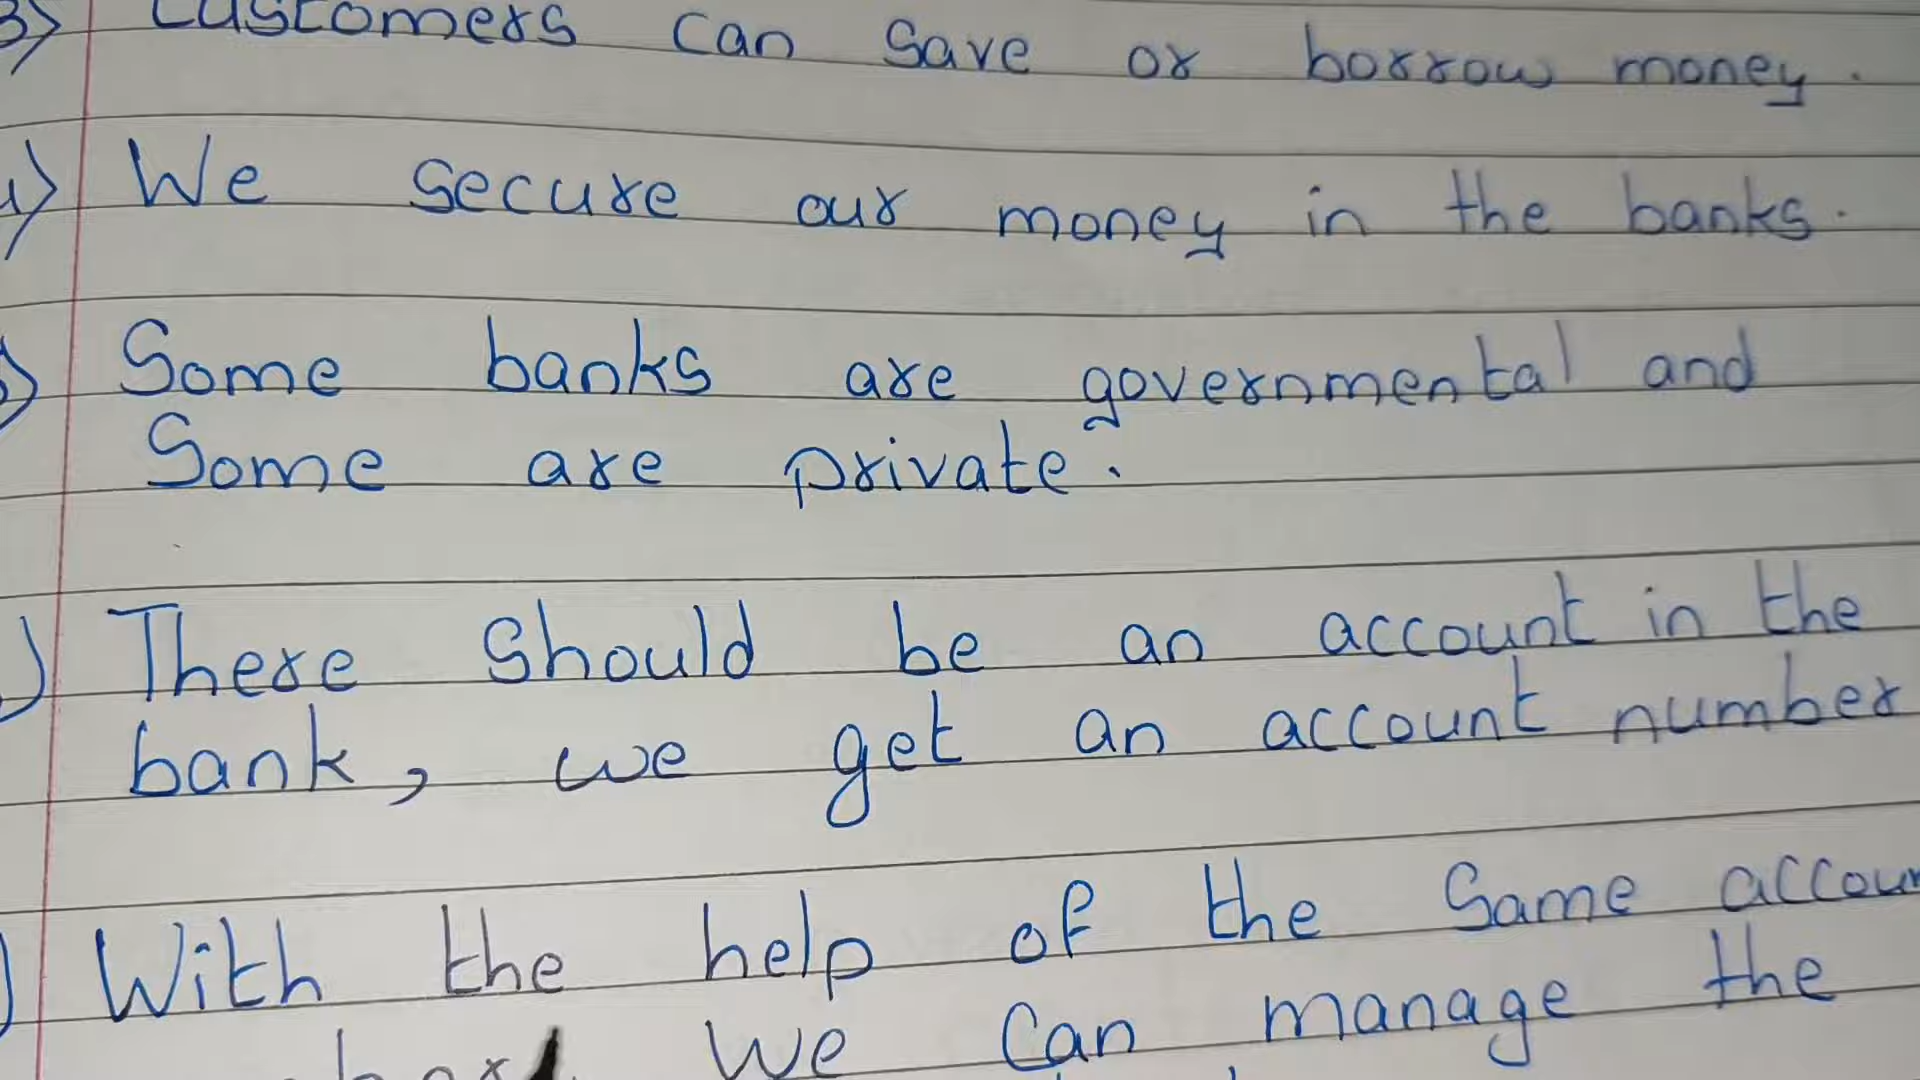 3) Customers can save or borrow money.
We secure our money in the banks.
Some banks are governmental and
Some are private.
There should be an account in the
bank, we get an account number
With the help of the same
we can manage the